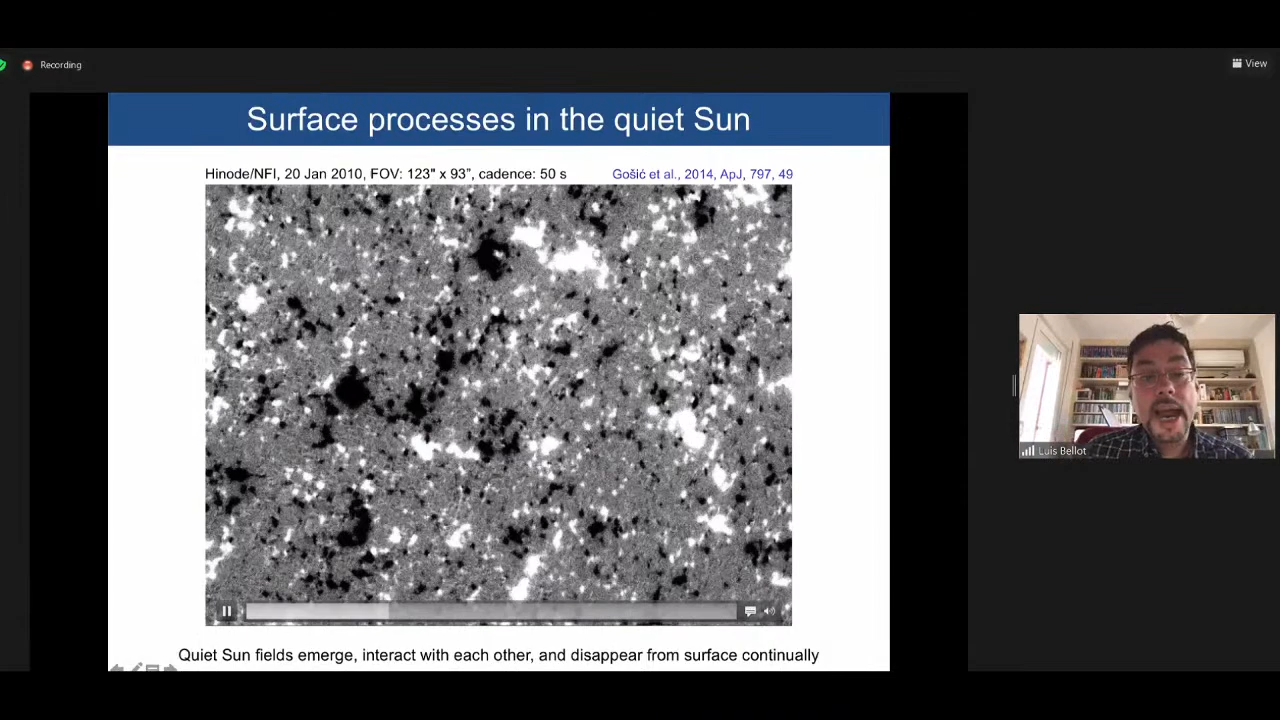 Recording
View
Surface processes in the quiet Sun
Hinode/NFI, 20 Jan 2010, FOV: 123" x 93”, cadence: 50 s
Gošić et al., 2014, ApJ, 797, 49
Luis Bellot
Quiet Sun fields emerge, interact with each other, and disappear from surface continually